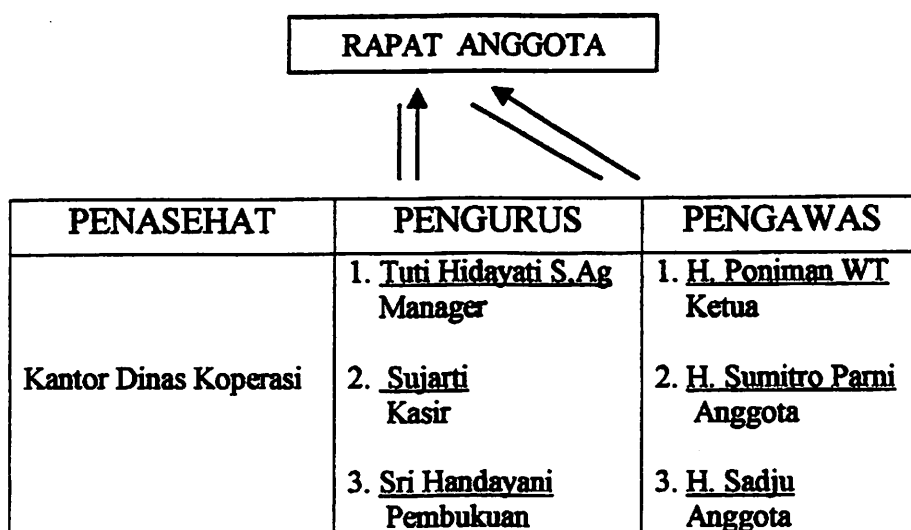 RAPAT ANGGOTA
PENASEHAT
Kantor Dinas Koperasi
PENGURUS
1. Tuti Hidayati S.Ag
Manager
2. Sujarti
Kasir
3. Sri Handayani
Pembukuan
PENGAWAS
1. H. Poniman WT
Ketua
2. H. Sumitro Parni
Anggota
3. H. Sadju
Anggota